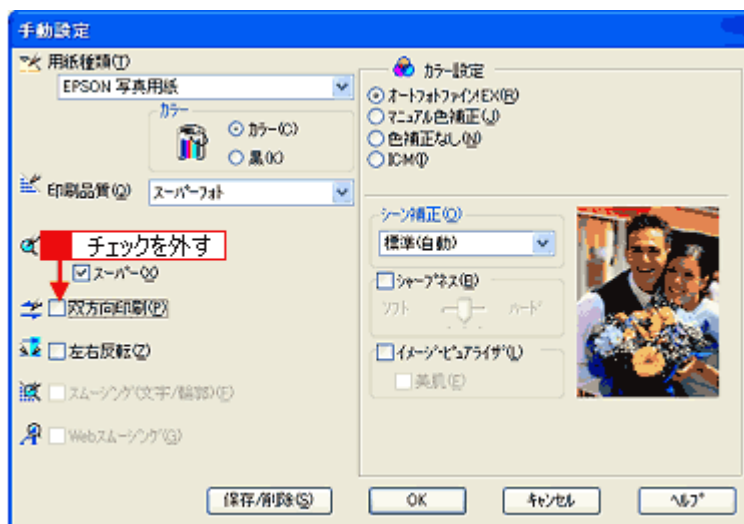 手動設定
用紙種類(T)
EPSON 写真用紙
カラー
カラー(C)
黒(K)
印刷品質(Q)
スーパーフォト
チェックを外す
スーパー(X)
双方向印刷(P)
左右反転(Z)
スムージング(文字/輪郭)(F)
Webスムージング(G)
保存/削除(S)
カラー設定
オートフォトファイン!EX(R)
マニュアル色補正(J)
色補正なし(N)
ICM(I)
シーン補正(O)
標準(自動)
シャープネス(B)
ソフト
ハード
イメージ・ピュアライザ(L)
美肌(E)
OK
キャンセル
ヘルプ